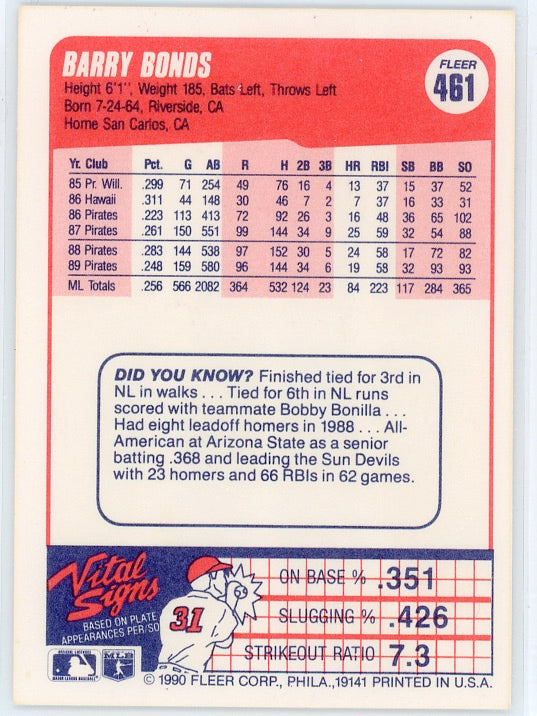 BARRY BONDS
FLEER
461
Height 6'1", Weight 185, Bats Left, Throws Left
Born 7-24-64, Riverside, CA
Home San Carlos, CA
Yr. Club Pct. G AB R H 2B 3B HR RBI SB BB SO
85 Pr. Will. .299 71 254 49 76 16 4 13 37 15 37 52
86 Hawaii .311 44 148 30 46 7 2 7 37 16 33 31
86 Pirates .223 113 413 72 92 26 3 16 48 36 65 102
87 Pirates .261 150 551 99 144 34 9 25 59 32 54 88
88 Pirates .283 144 538 97 152 30 5 24 58 17 72 82
89 Pirates .248 159 580 96 144 34 6 19 58 32 93 93
ML Totals .256 566 2082 364 532 124 23 84 223 117 284 365
DID YOU KNOW? Finished tied for 3rd in
NL in walks . . . Tied for 6th in NL runs
scored with teammate Bobby Bonilla . . .
Had eight leadoff homers in 1988 . . . All-
American at Arizona State as a senior
batting .368 and leading the Sun Devils
with 23 homers and 66 RBIs in 62 games.
Vital
Signs
BASED ON PLATE
APPEARANCES PER/SO
31
ON BASE % .351
SLUGGING % .426
STRIKEOUT RATIO 7.3
MLB
© 1990 FLEER CORP., PHILA.,19141 PRINTED IN U.S.A.